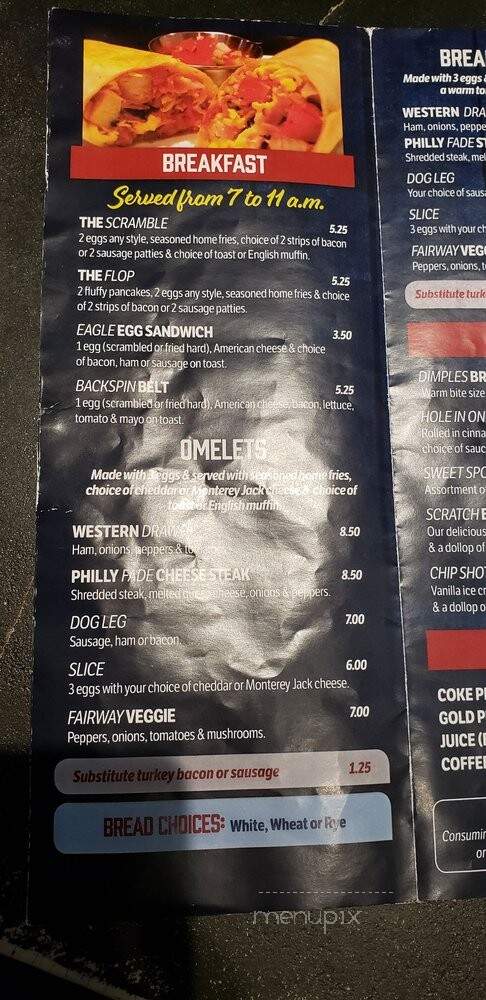 BREAKFAST
Served from 7 to 11 a.m.
THE SCRAMBLE 5.25
2 eggs any style, seasoned home fries, choice of 2 strips of bacon
or 2 sausage patties & choice of toast or English muffin.
THE FLOP 5.25
2 fluffy pancakes, 2 eggs any style, seasoned home fries & choice
of 2 strips of bacon or 2 sausage patties.
EAGLE EGG SANDWICH 3.50
1 egg (scrambled or fried hard), American cheese & choice
of bacon, ham or sausage on toast.
BACKSPIN BELT 5.25
1 egg (scrambled or fried hard), American cheese, bacon, lettuce,
tomato & mayo on toast.
OMELETS
Made with 3 eggs & served with seasoned home fries,
choice of cheddar or Monterey Jack cheese & choice of
toast or English muffin.
WESTERN DRAW 8.50
Ham, onions, peppers &
PHILLY FADE CHEESE STEAK 8.50
Shredded steak, melted cheese, onions & peppers.
DOG LEG 7.00
Sausage, ham or bacon.
SLICE 6.00
3 eggs with your choice of cheddar or Monterey Jack cheese.
FAIRWAY VEGGIE 7.00
Peppers, onions, tomatoes & mushrooms.
Substitute turkey bacon or sausage 1.25
BREAD CHOICES: White, Wheat or Rye
BREA
Made with 3 eggs
a warm to
WESTERN DRA
Ham, onions, peppe
PHILLY FADE ST
Shredded steak, mel
DOG LEG
Your choice of saus
SLICE
3 eggs with your ch
FAIRWAY VEGG
Peppers, onions, t
Substitute turk
DIMPLES BR
Warm bite size
HOLE IN ON
Rolled in cinna
choice of sauc
SWEET SPO
Assortment o
SCRATCH B
Our delicious
& a dollop of
CHIP SHOT
Vanilla ice cr
& a dollop o
COKE P
GOLD P
JUICE (
COFFEE
Consumin
or
menupix